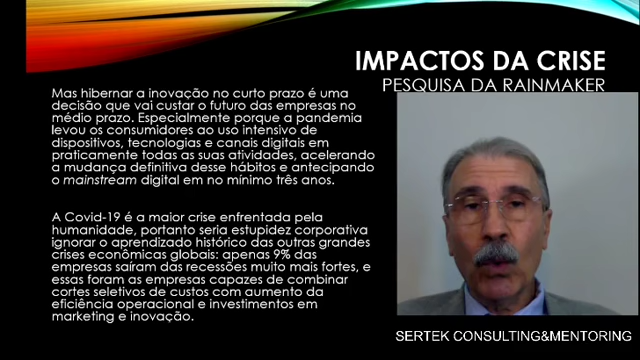 IMPACTOS DA CRISE
PESQUISA DA RAINMAKER
Mas hibernar a inovação no curto prazo é uma
decisão que vai custar o futuro das empresas no
médio prazo. Especialmente porque a pandemia
levou os consumidores ao uso intensivo de
dispositivos, tecnologias e canais digitais em
praticamente todas as suas atividades, acelerando
a mudança definitiva desse hábitos e antecipando
o mainstream digital em no mínimo três anos.
A Covid-19 é a maior crise enfrentada pela
humanidade, portanto seria estupidez corporativa
ignorar o aprendizado histórico das outras grandes
crises econômicas globais: apenas 9% das
empresas saíram das recessões muito mais fortes, e
essas foram as empresas capazes de combinar
cortes seletivos de custos com aumento da
eficiência operacional e investimentos em
marketing e inovação.
SERTEK CONSULTING&MENTORING